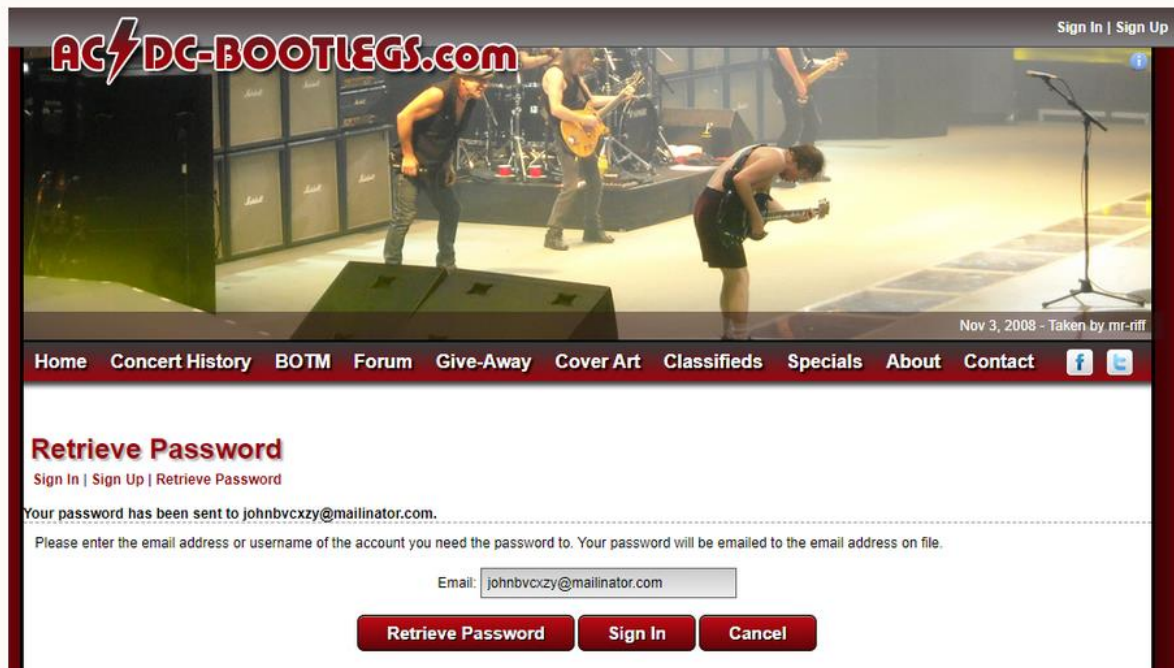 Sign In | Sign Up
AC DC-BOOTLEGS.com
Marshall
Marshall
Marshall
Marshall
Nov 3, 2008 - Taken by mr-riff
Home Concert History BOTM Forum Give-Away Cover Art Classifieds Specials About Contact f t
Retrieve Password
Sign In | Sign Up | Retrieve Password
Your password has been sent to johnbvcxzy@mailinator.com.
Please enter the email address or username of the account you need the password to. Your password will be emailed to the email address on file.
Email: johnbvcxzy@mailinator.com
Retrieve Password Sign In Cancel